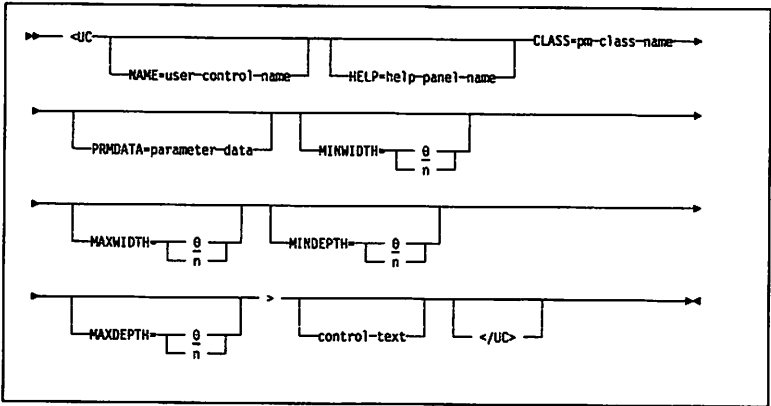 <UC CLASS=pm-class-name
NAME=user-control-name HELP=help-panel-name
PRMDATA=parameter-data MINWIDTH= 0
n
MAXWIDTH= 0 MINDEPTH= 0
n n
MAXDEPTH= 0 > control-text </UC>
n